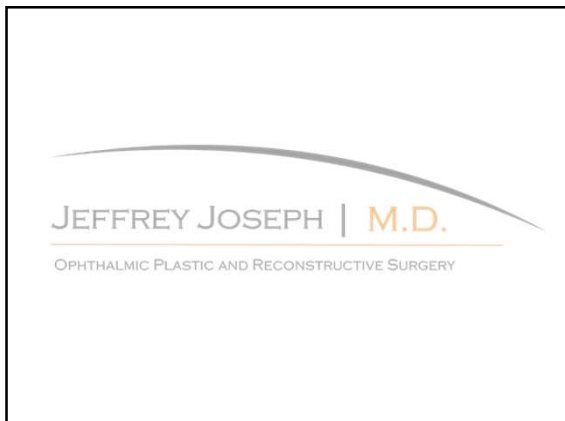 JEFFREY JOSEPH | M.D.
OPHTHALMIC PLASTIC AND RECONSTRUCTIVE SURGERY